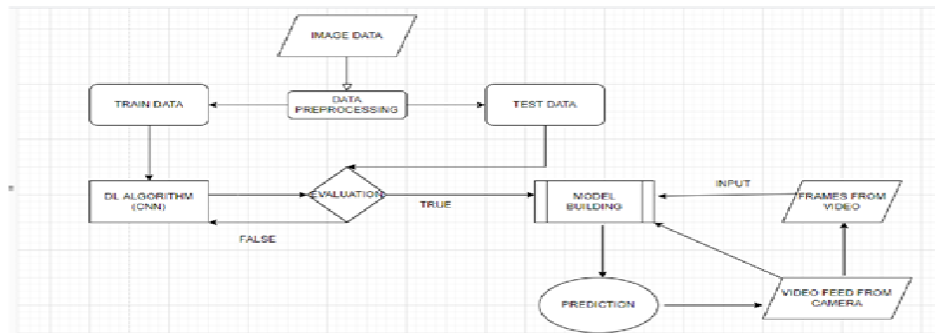 IMAGE DATA
TRAIN DATA
DATA
PREPROCESSING
TEST DATA
DL ALGORITHM
(CNN)
EVALUATION
TRUE
FALSE
MODEL
BUILDING
INPUT
FRAMES FROM
VIDEO
PREDICTION
VIDEO FEED FROM
CAMERA